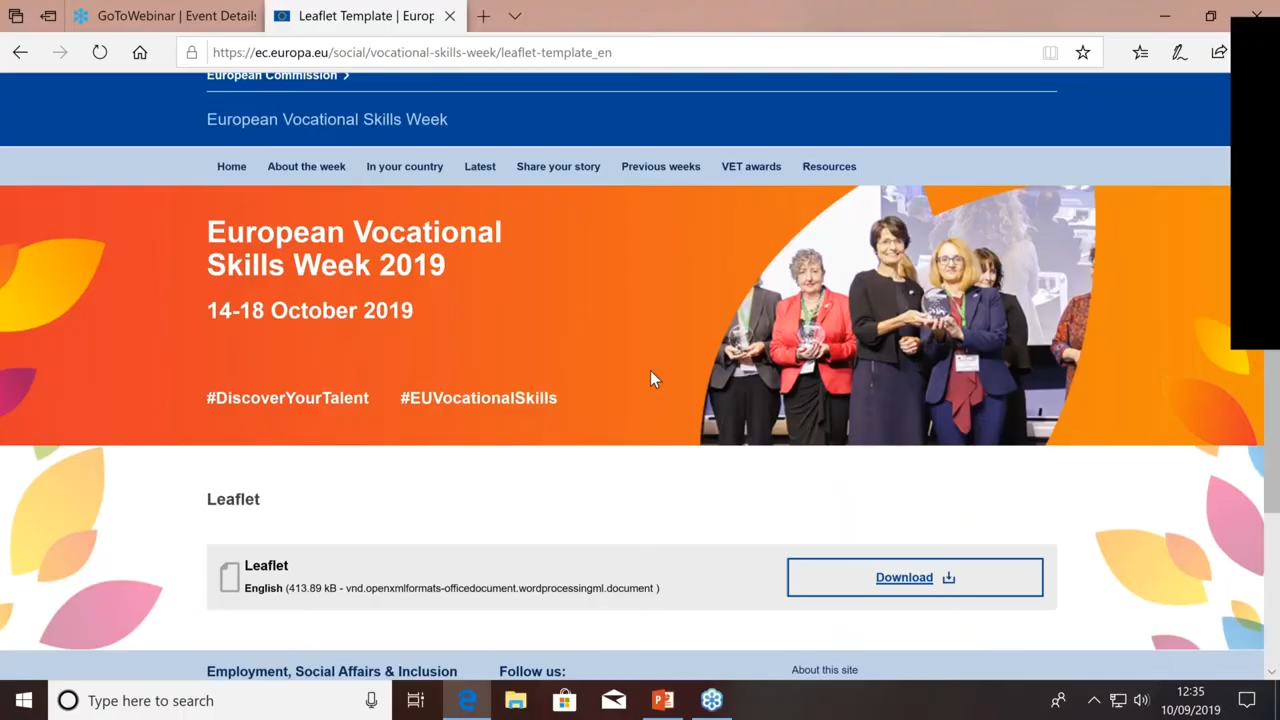 GoToWebinar | Event Details
Leaflet Template | Europ
https://ec.europa.eu/social/vocational-skills-week/leaflet-template_en
European Commission
European Vocational Skills Week
Home About the week In your country Latest Share your story Previous weeks VET awards Resources
European Vocational
Skills Week 2019
14-18 October 2019
#DiscoverYourTalent #EUVocationalSkills
Leaflet
Leaflet
English (413.89 kB - vnd.openxmlformats-officedocument.wordprocessingml.document )
Download
Employment, Social Affairs & Inclusion Follow us: About this site
Type here to search
12:35
10/09/2019